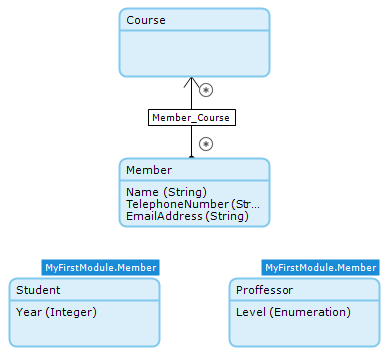 Course
Member_Course
Member
Name (String)
TelephoneNumber (Str...
EmailAddress (String)
MyFirstModule.Member
MyFirstModule.Member
Student
Proffessor
Year (Integer)
Level (Enumeration)